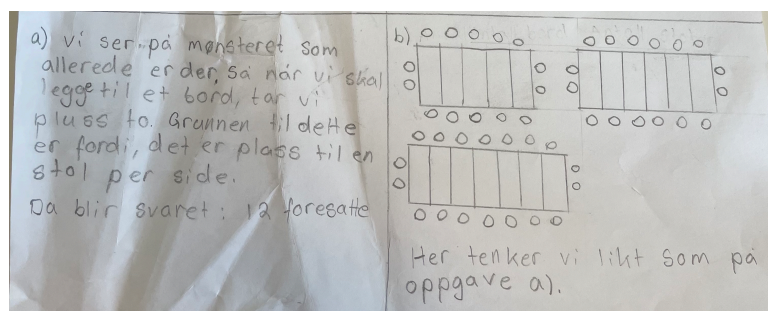 a) Vi ser på mønsteret som
allerede er der, så når vi skal
legge til et bord, tar vi
pluss to. Grunnen til dette
er fordi, det er plass til en
stol per side.
Da blir svaret: 12 foresatte
b)
Her tenker vi likt som på
oppgave a).